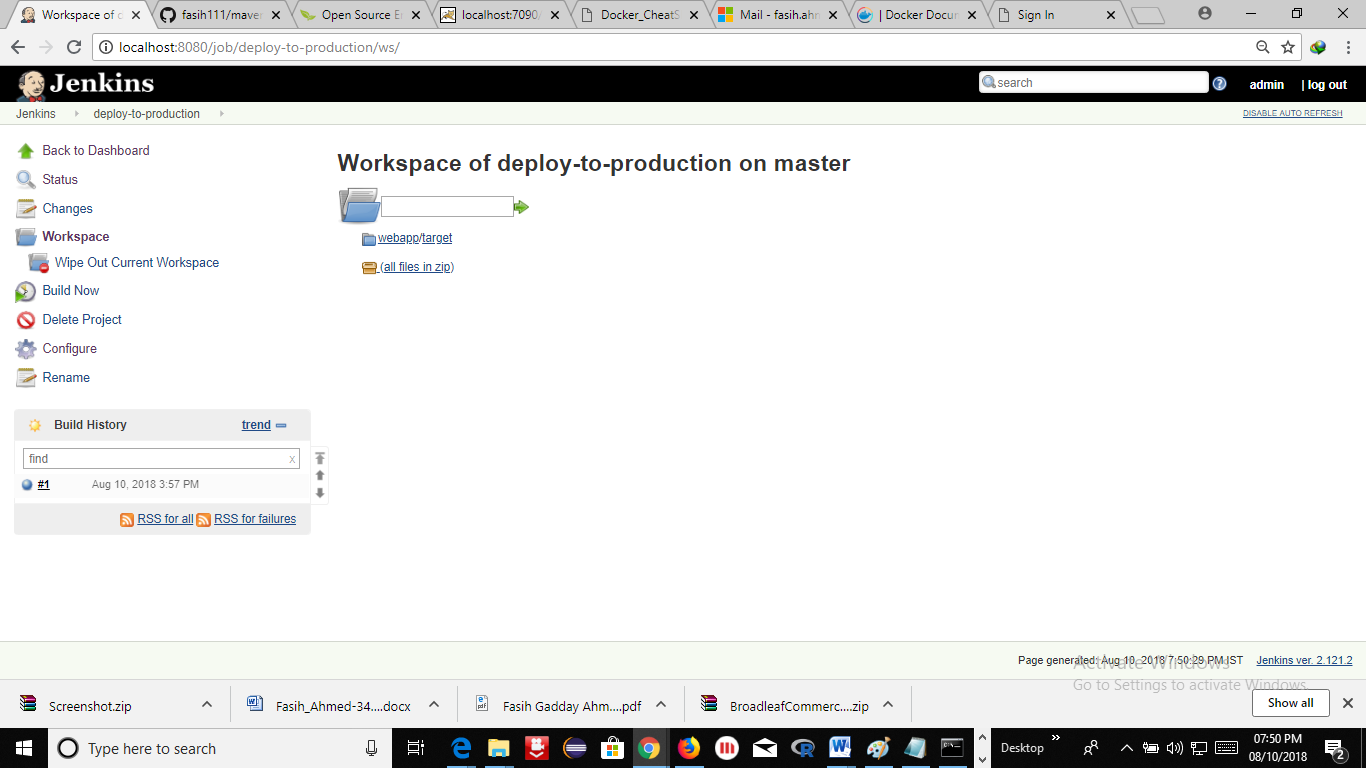 Workspace of d
fasih111/maver
Open Source E
localhost:7090/
Docker_CheatS
Mail - fasih.ahm
| Docker Docum
Sign In
localhost:8080/job/deploy-to-production/ws/
Jenkins
search
admin
| log out
Jenkins
deploy-to-production
DISABLE AUTO REFRESH
Back to Dashboard
Status
Changes
Workspace
Wipe Out Current Workspace
Build Now
Delete Project
Configure
Rename
Workspace of deploy-to-production on master
webapp/target
(all files in zip)
Build History
trend
find
x
#1
Aug 10, 2018 3:57 PM
RSS for all
RSS for failures
Page generated: Aug 10, 2018 7:50:29 PM IST
Jenkins ver. 2.121.2
Activate Windows
Go to Settings to activate Windows.
Screenshot.zip
Fasih_Ahmed-34....docx
Fasih Gadday Ahm....pdf
BroadleafCommerc....zip
Show all
Type here to search
Desktop
07:50 PM
08/10/2018
2